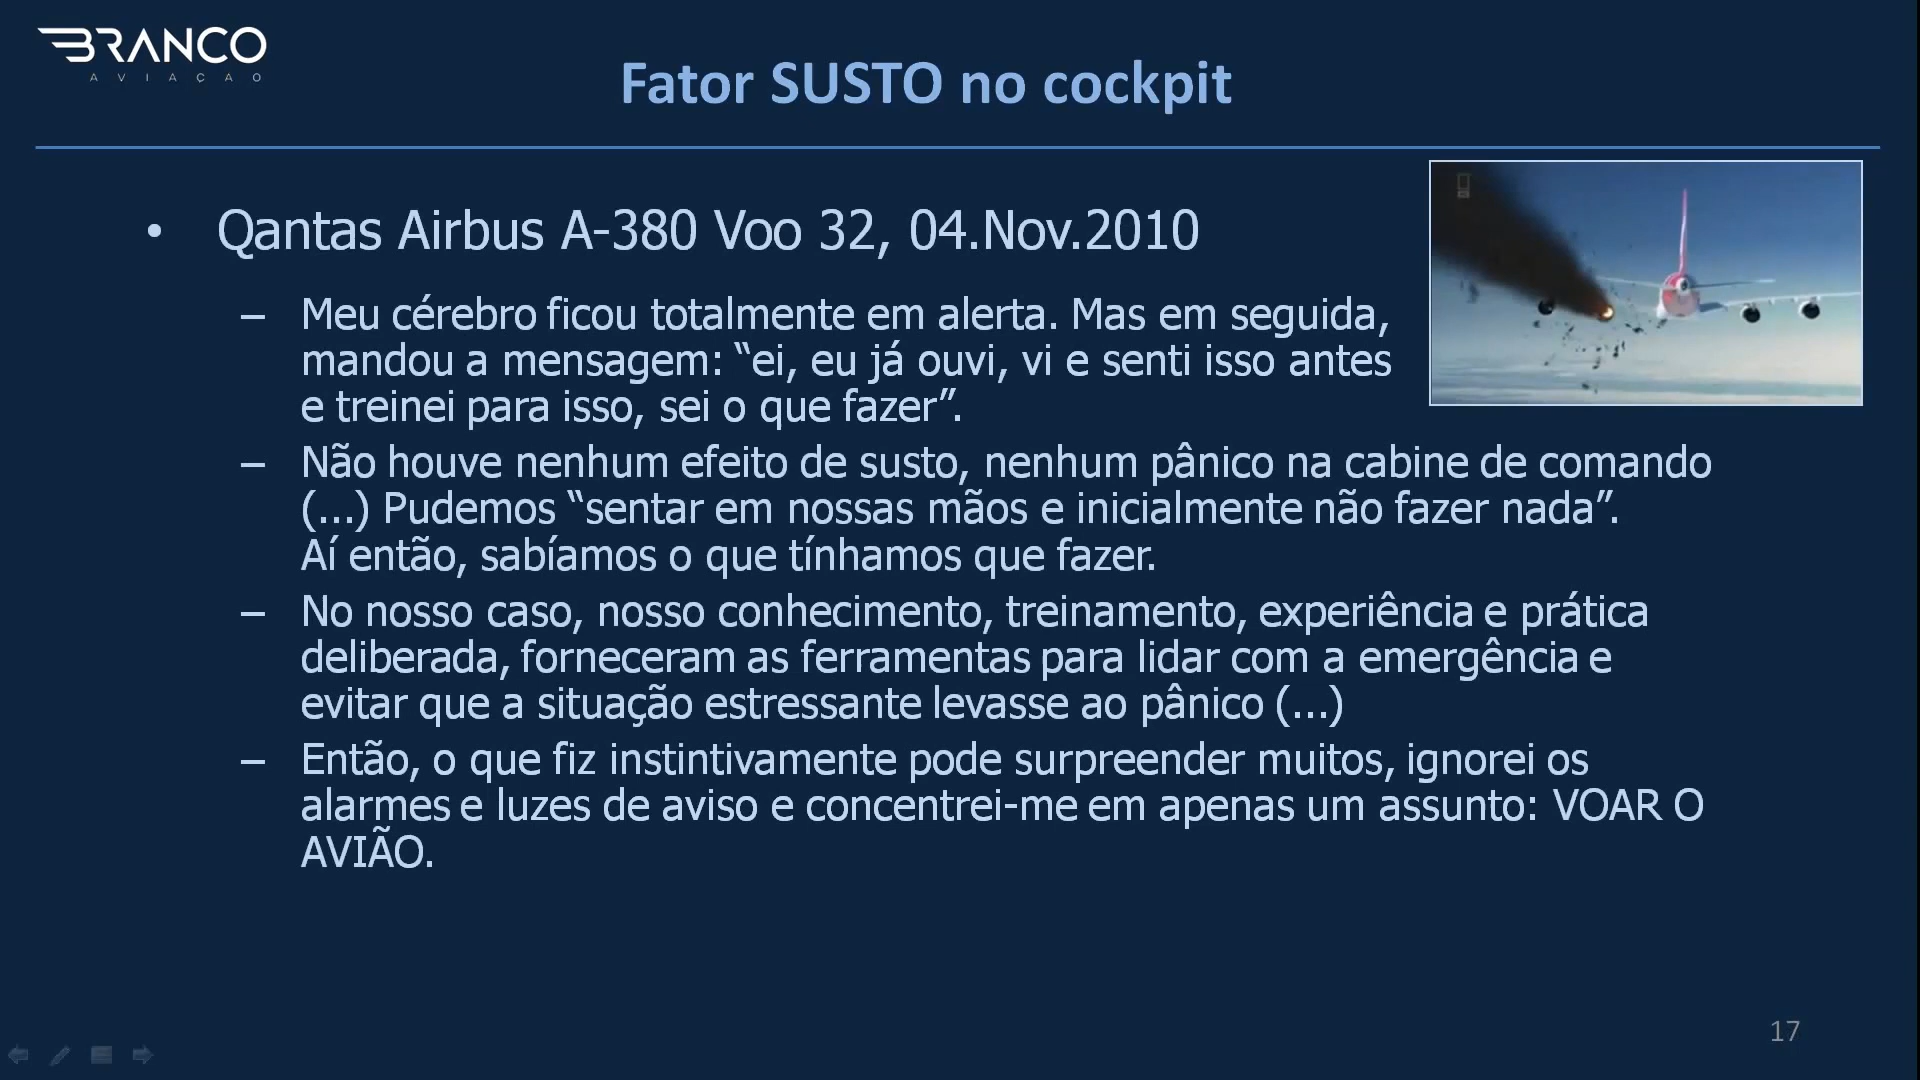 BRANCO
AVIAÇAO
Fator SUSTO no cockpit
• Qantas Airbus A-380 Voo 32, 04.Nov.2010
– Meu cérebro ficou totalmente em alerta. Mas em seguida,
mandou a mensagem: “ei, eu já ouvi, vi e senti isso antes
e treinei para isso, sei o que fazer”.
– Não houve nenhum efeito de susto, nenhum pânico na cabine de comando
(...) Pudemos “sentar em nossas mãos e inicialmente não fazer nada”.
Aí então, sabíamos o que tínhamos que fazer.
– No nosso caso, nosso conhecimento, treinamento, experiência e prática
deliberada, forneceram as ferramentas para lidar com a emergência e
evitar que a situação estressante levasse ao pânico (...)
– Então, o que fiz instintivamente pode surpreender muitos, ignorei os
alarmes e luzes de aviso e concentrei-me em apenas um assunto: VOAR O
AVIÃO.
17